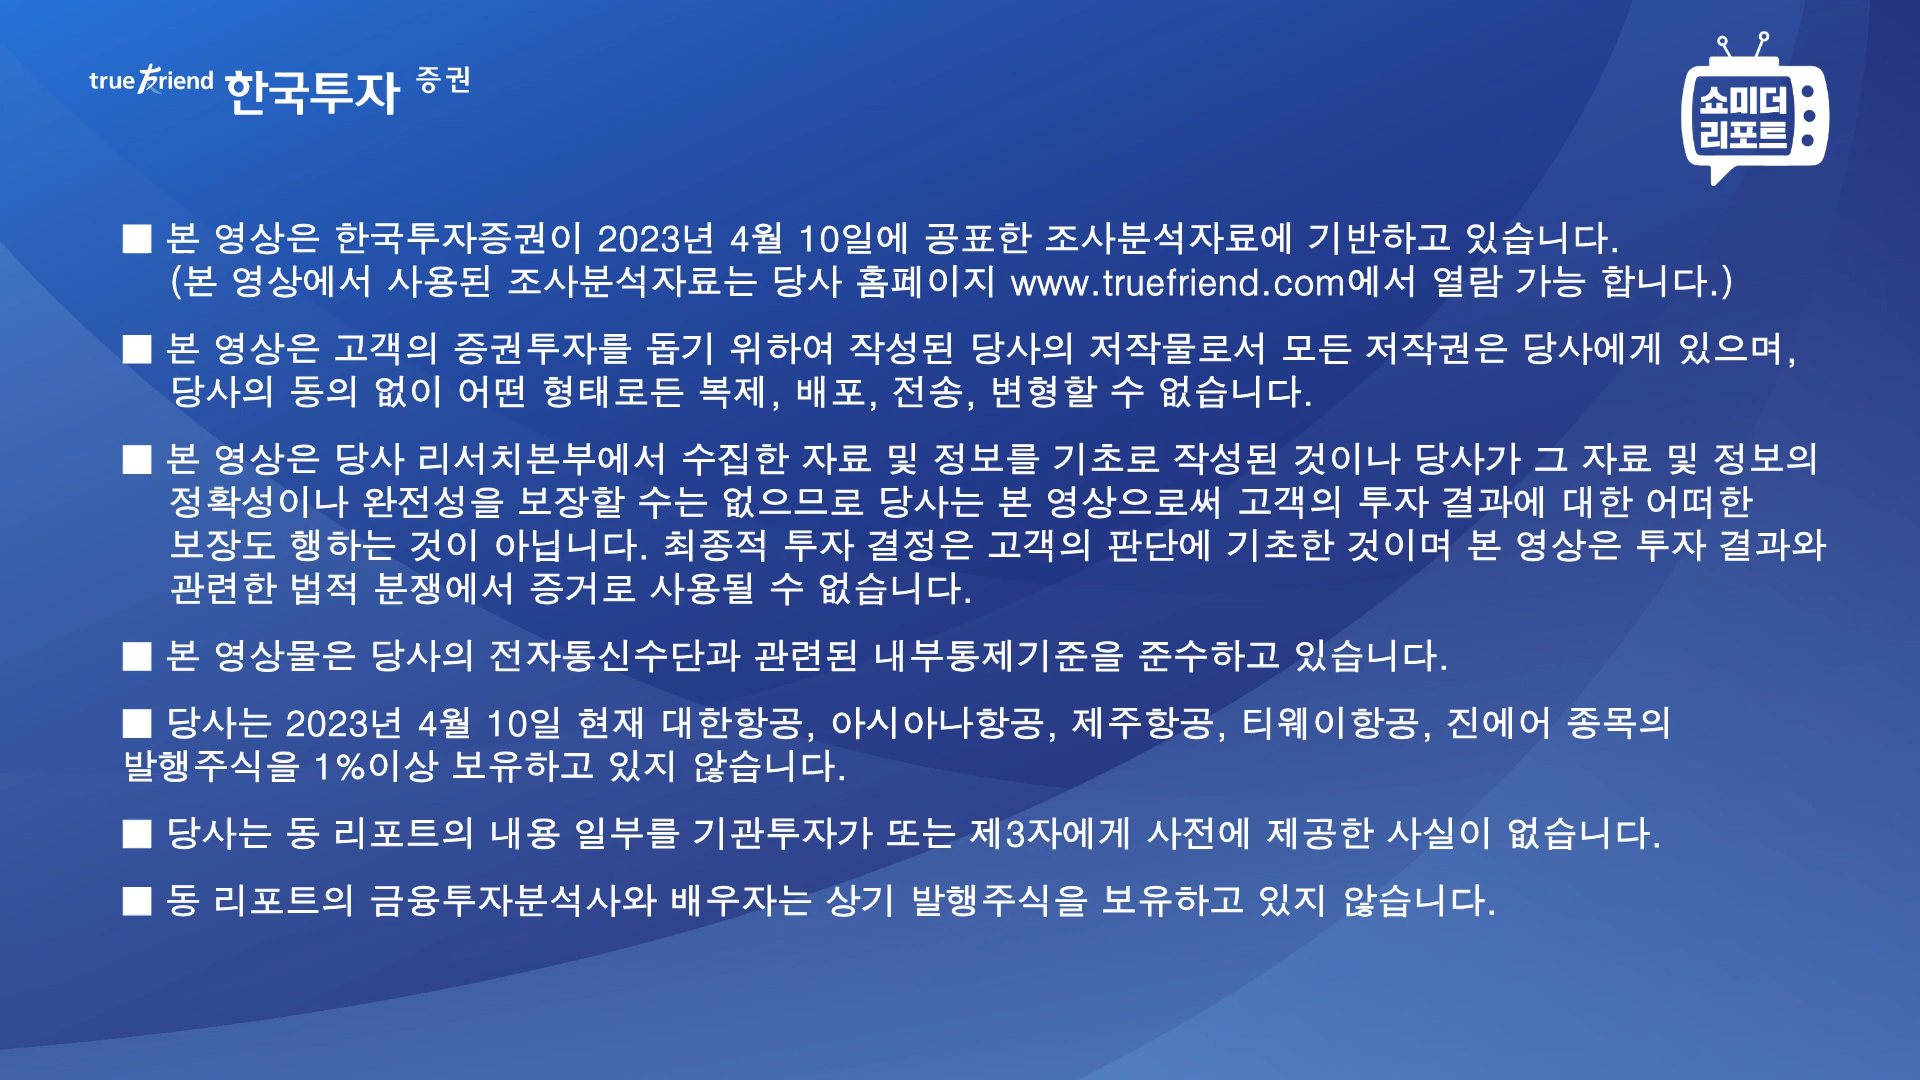 true friend 한국투자 증권
쇼미더
리포트
■ 본 영상은 한국투자증권이 2023년 4월 10일에 공표한 조사분석자료에 기반하고 있습니다.
(본 영상에서 사용된 조사분석자료는 당사 홈페이지 www.truefriend.com에서 열람 가능 합니다.)
■ 본 영상은 고객의 증권투자를 돕기 위하여 작성된 당사의 저작물로서 모든 저작권은 당사에게 있으며,
당사의 동의 없이 어떤 형태로든 복제, 배포, 전송, 변형할 수 없습니다.
■ 본 영상은 당사 리서치본부에서 수집한 자료 및 정보를 기초로 작성된 것이나 당사가 그 자료 및 정보의
정확성이나 완전성을 보장할 수는 없으므로 당사는 본 영상으로써 고객의 투자 결과에 대한 어떠한
보장도 행하는 것이 아닙니다. 최종적 투자 결정은 고객의 판단에 기초한 것이며 본 영상은 투자 결과와
관련한 법적 분쟁에서 증거로 사용될 수 없습니다.
■ 본 영상물은 당사의 전자통신수단과 관련된 내부통제기준을 준수하고 있습니다.
■ 당사는 2023년 4월 10일 현재 대한항공, 아시아나항공, 제주항공, 티웨이항공, 진에어 종목의
발행주식을 1%이상 보유하고 있지 않습니다.
■ 당사는 동 리포트의 내용 일부를 기관투자가 또는 제3자에게 사전에 제공한 사실이 없습니다.
■ 동 리포트의 금융투자분석사와 배우자는 상기 발행주식을 보유하고 있지 않습니다.